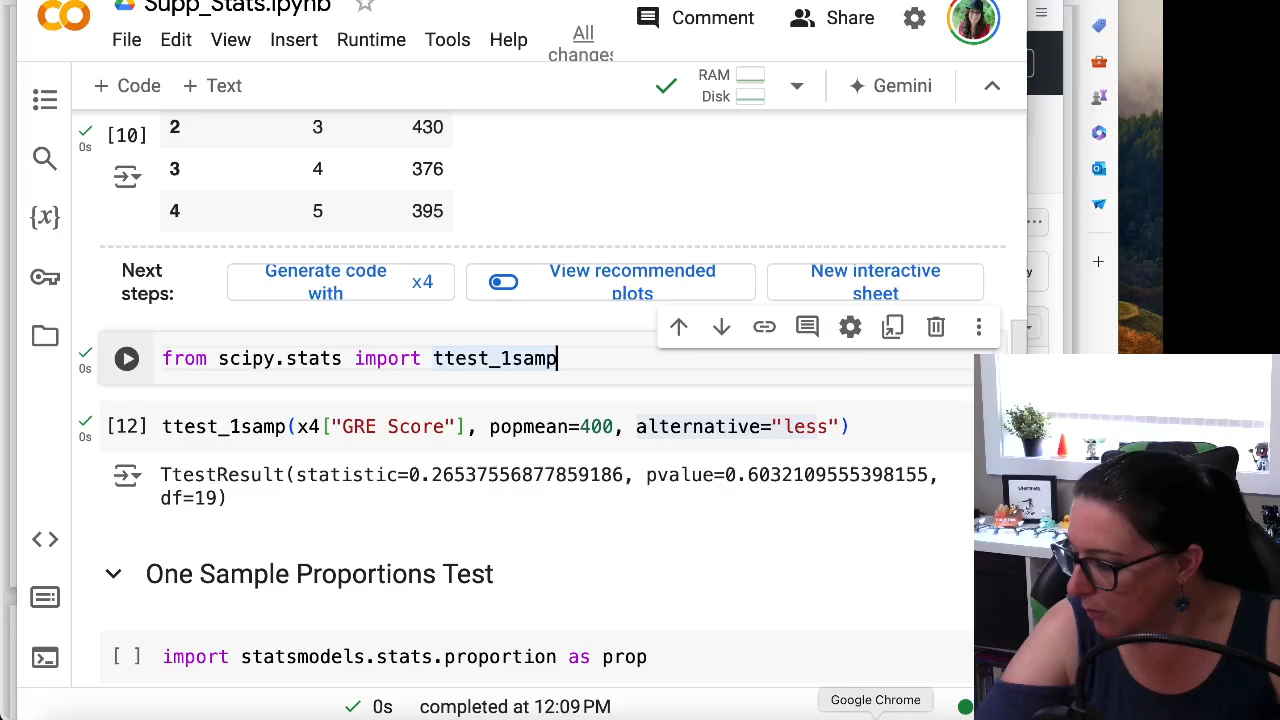 Supp_Stats.ipynb
Comment
Share
File Edit View Insert Runtime Tools Help All changes
+ Code + Text
RAM
Disk
Gemini
[10]
0s
2 3 430
3 4 376
4 5 395
Next steps:
Generate code with x4
View recommended plots
New interactive sheet
0s
from scipy.stats import ttest_1samp
0s
[12] ttest_1samp(x4["GRE Score"], popmean=400, alternative="less")
TtestResult(statistic=0.26537556877859186, pvalue=0.6032109555398155,
df=19)
One Sample Proportions Test
[ ] import statsmodels.stats.proportion as prop
0s completed at 12:09 PM
Google Chrome